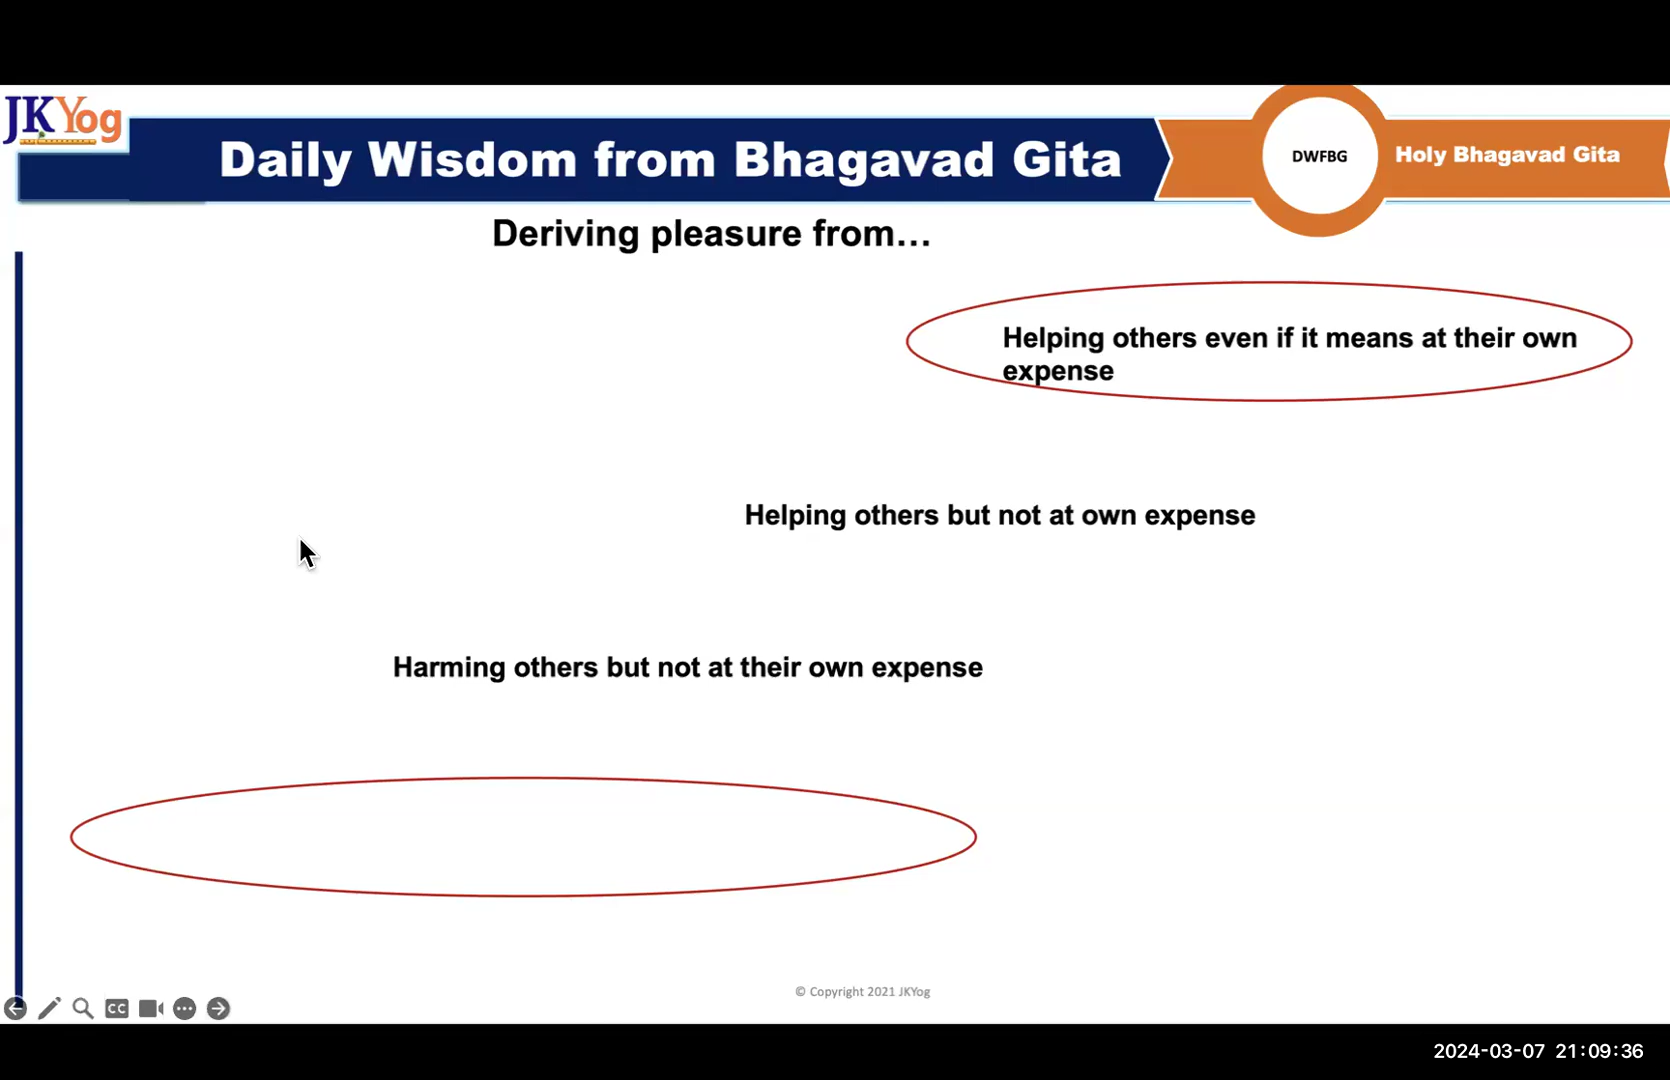 JKYog
Daily Wisdom from Bhagavad Gita
DWFBG
Holy Bhagavad Gita
Deriving pleasure from...
Helping others even if it means at their own
expense
Helping others but not at own expense
Harming others but not at their own expense
© Copyright 2021 JKYog
CC
2024-03-07 21:09:36